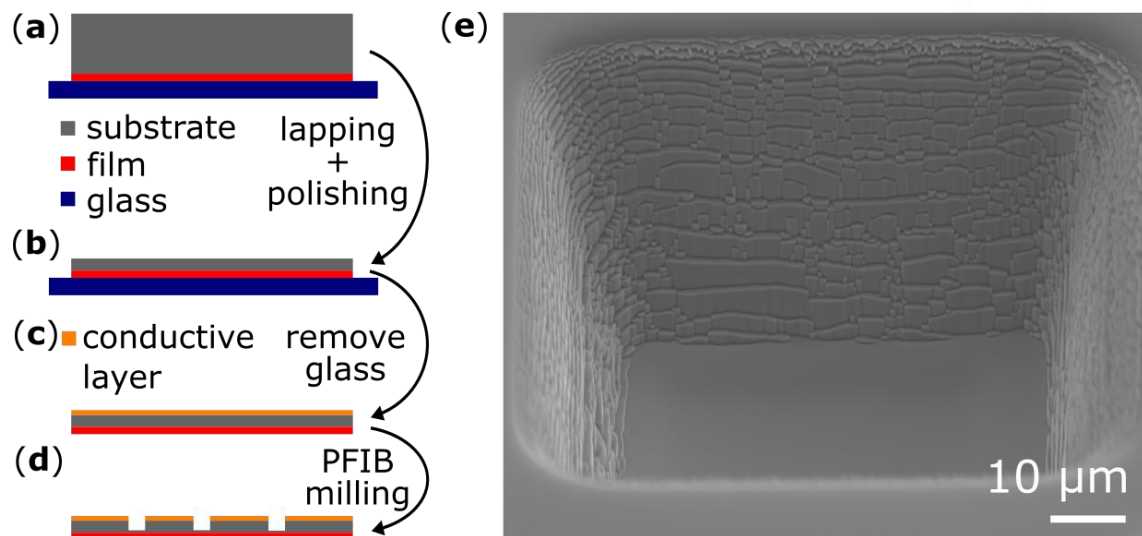 (a)
substrate
film
glass
lapping
+
polishing
(b)
(c)
conductive
layer
remove
glass
(d)
PFIB
milling
(e)
10 μm